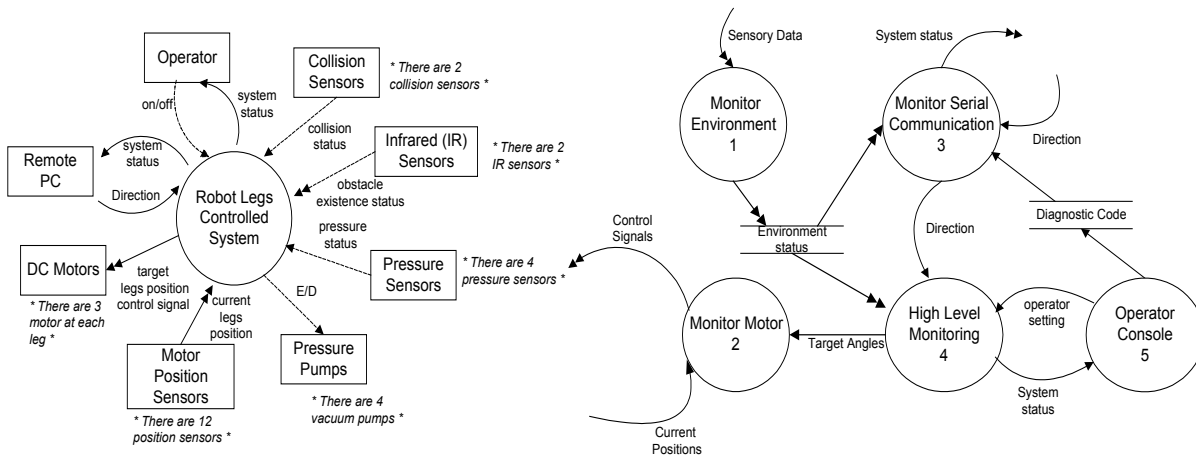 Operator
on/off
system
status
Collision
Sensors
* There are 2
collision sensors *
collision
status
Remote
PC
system
status
Direction
Infrared (IR)
Sensors
* There are 2
IR sensors *
obstacle
existence status
Robot Legs
Controlled
System
pressure
status
Pressure
Sensors
* There are 4
pressure sensors *
DC Motors
* There are 3
motor at each
leg *
target
legs position
control signal
current
legs
position
E/D
Motor
Position
Sensors
* There are 12
position sensors *
Pressure
Pumps
* There are 4
vacuum pumps *
Sensory Data
Monitor
Environment
1
System status
Monitor Serial
Communication
3
Direction
Environment
status
Diagnostic Code
Direction
Control
Signals
Monitor Motor
2
Target Angles
High Level
Monitoring
4
operator
setting
Operator
Console
5
System
status
Current
Positions